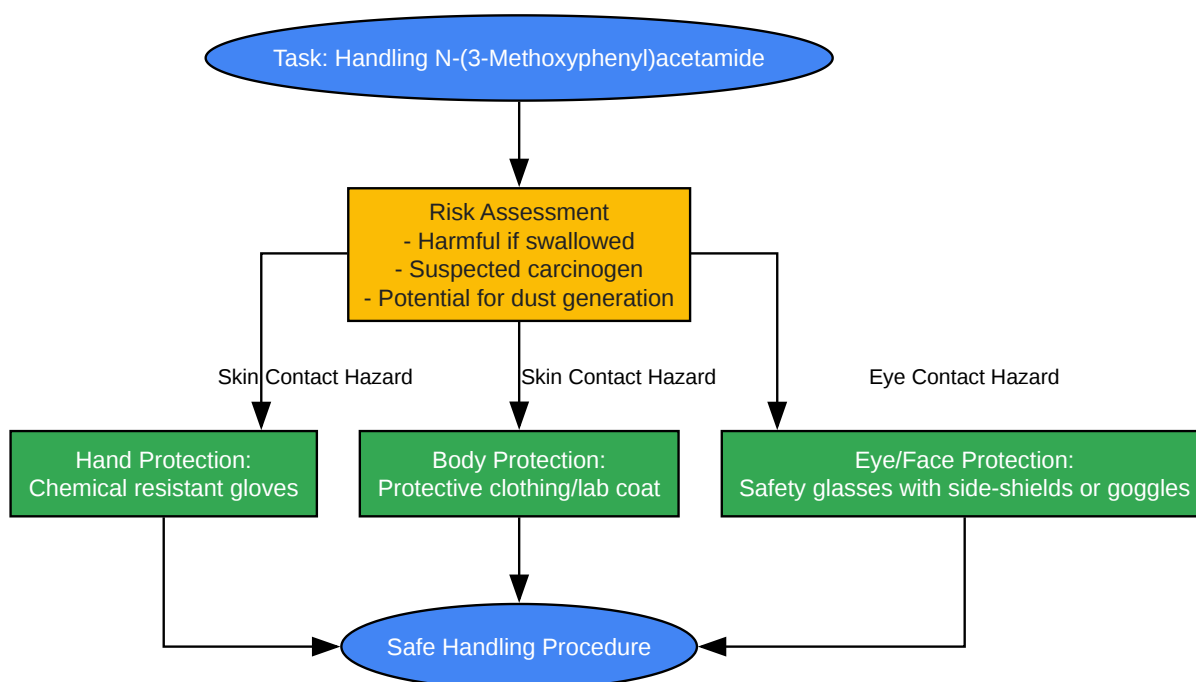 Task: Handling N-(3-Methoxyphenyl)acetamide
Risk Assessment
- Harmful if swallowed
- Suspected carcinogen
- Potential for dust generation
Skin Contact Hazard
Skin Contact Hazard
Eye Contact Hazard
Hand Protection:
Chemical resistant gloves
Body Protection:
Protective clothing/lab coat
Eye/Face Protection:
Safety glasses with side-shields or goggles
Safe Handling Procedure